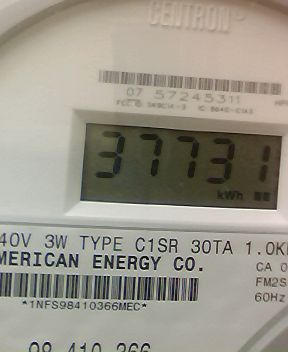 CENTRON
07 57245311
37731
kWh
40V 3W TYPE C1SR 30TA 1.0K
MERICAN ENERGY CO.
CA 0
FM2S
60Hz
*1NFS98410366MEC*
98 410 366